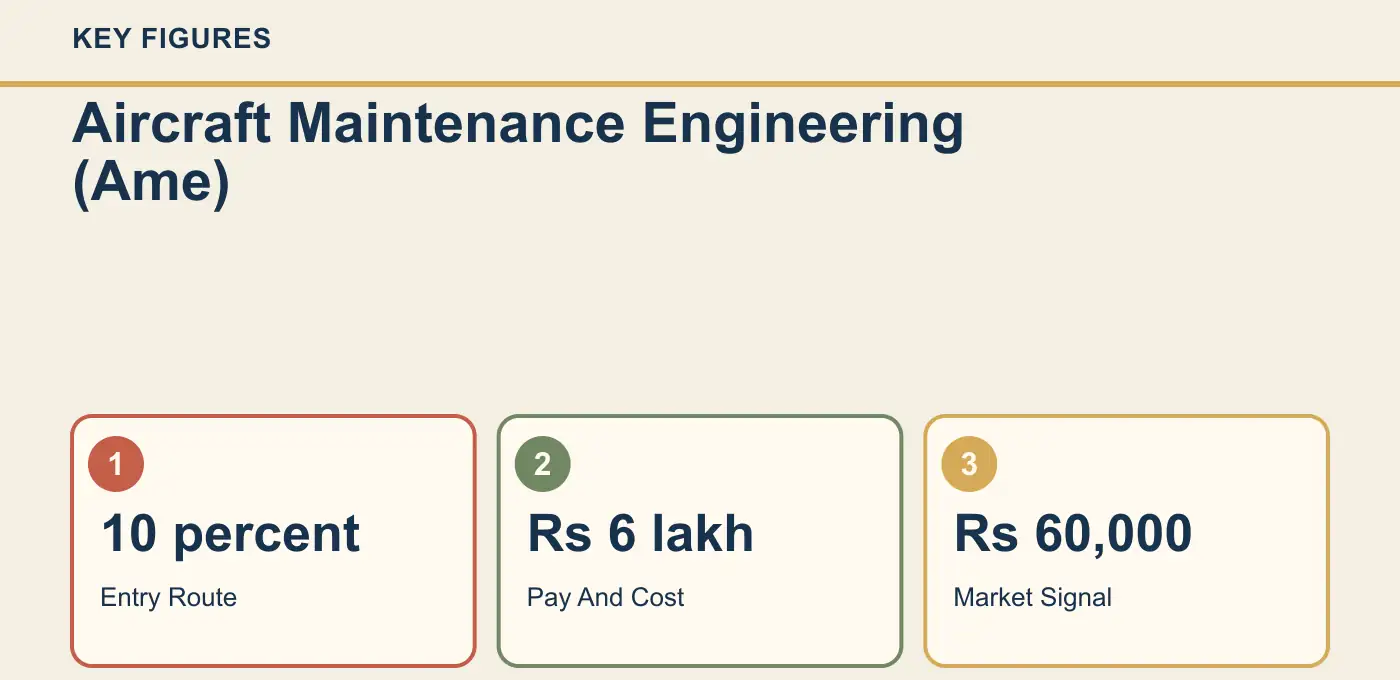 KEY FIGURES
Aircraft Maintenance Engineering
(Ame)
1
10 percent
Entry Route
2
Rs 6 lakh
Pay And Cost
3
Rs 60,000
Market Signal